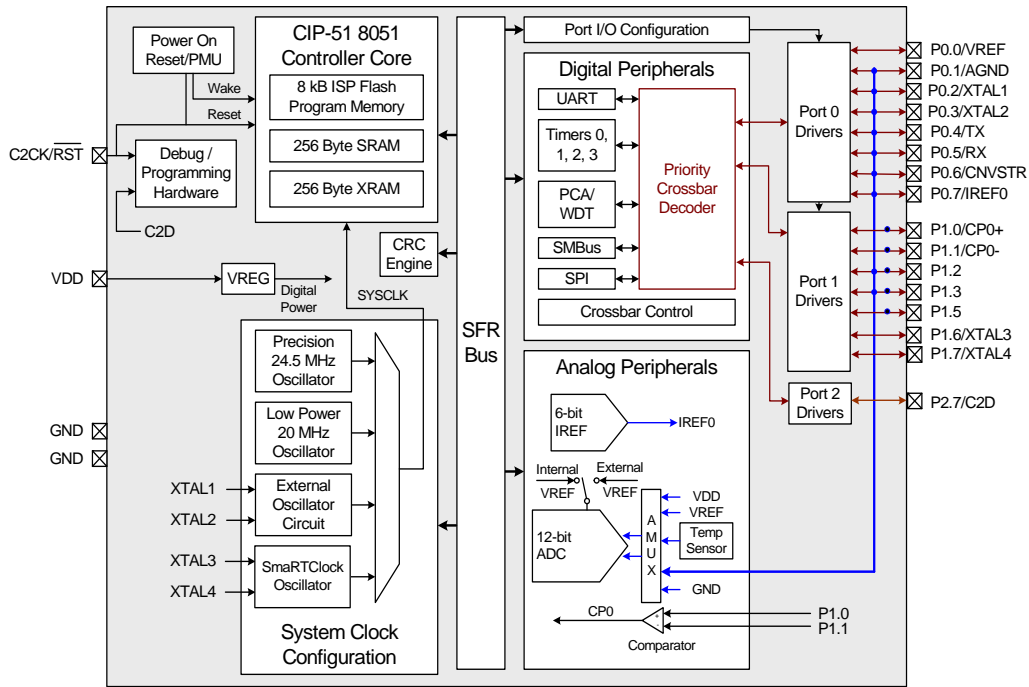 Power On
Reset/PMU
Wake
Reset
C2CK/RST
Debug /
Programming
Hardware
C2D
VDD
VREG
Digital
Power
GND
GND
CIP-51 8051
Controller Core
8 kB ISP Flash
Program Memory
256 Byte SRAM
256 Byte XRAM
CRC
Engine
SYSCLK
Precision
24.5 MHz
Oscillator
Low Power
20 MHz
Oscillator
External
Oscillator
Circuit
SmaRTClock
Oscillator
XTAL1
XTAL2
XTAL3
XTAL4
System Clock
Configuration
SFR
Bus
Port I/O Configuration
Digital Peripherals
UART
Timers 0,
1, 2, 3
PCA/
WDT
SMBus
SPI
Priority
Crossbar
Decoder
Crossbar Control
Analog Peripherals
6-bit
IREF
IREF0
Internal
VREF
External
VREF
12-bit
ADC
A
M
U
X
VDD
VREF
Temp
Sensor
GND
CP0
+
-
Comparator
P1.0
P1.1
Port 0
Drivers
Port 1
Drivers
Port 2
Drivers
P0.0/VREF
P0.1/AGND
P0.2/XTAL1
P0.3/XTAL2
P0.4/TX
P0.5/RX
P0.6/CNVSTR
P0.7/IREF0
P1.0/CP0+
P1.1/CP0-
P1.2
P1.3
P1.5
P1.6/XTAL3
P1.7/XTAL4
P2.7/C2D